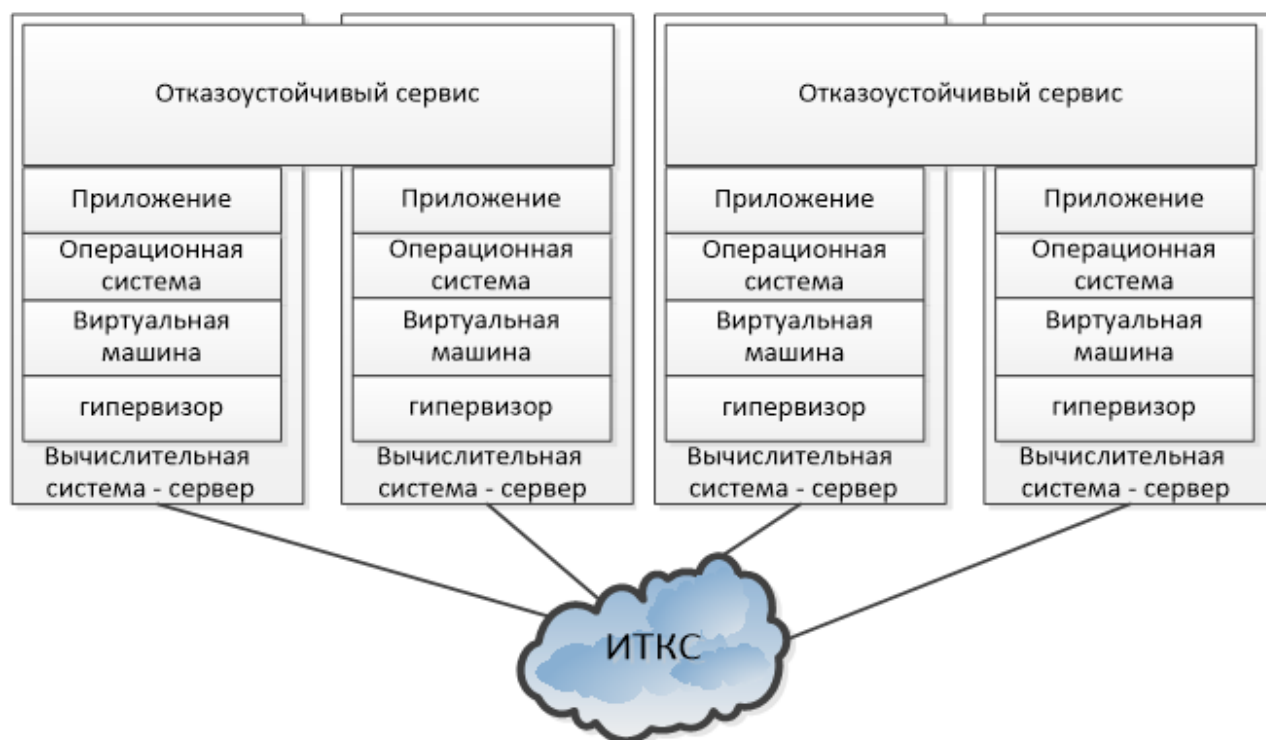 Отказоустойчивый сервис
Отказоустойчивый сервис
Приложение
Операционная
система
Виртуальная
машина
гипервизор
Вычислительная
система - сервер
Приложение
Операционная
система
Виртуальная
машина
гипервизор
Вычислительная
система - сервер
Приложение
Операционная
система
Виртуальная
машина
гипервизор
Вычислительная
система - сервер
Приложение
Операционная
система
Виртуальная
машина
гипервизор
Вычислительная
система - сервер
ИТКС